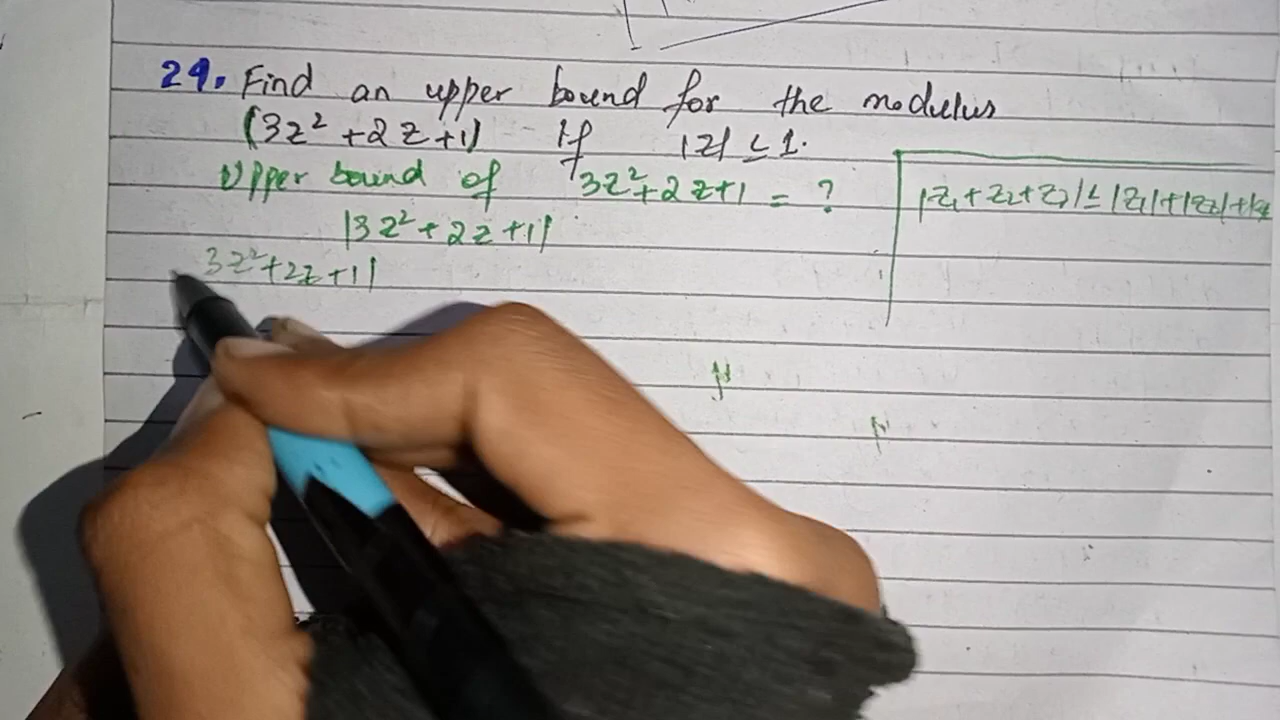 29. Find an upper bound for the modulus
(3z² + 2z + 1) If |z| ≤ 1.
Upper bound of 3z² + 2z + 1 = ?
|z₁ + z₂ + z₃| ≤ |z₁| + |z₂| + |z
|3z² + 2z + 1|
3z² + 2z + 1|